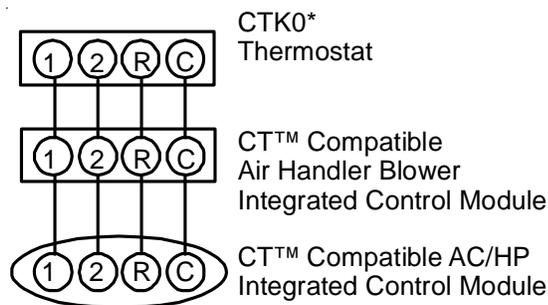 CTK0*
Thermostat
1 2 R C
CT™ Compatible
Air Handler Blower
Integrated Control Module
1 2 R C
CT™ Compatible AC/HP
Integrated Control Module
1 2 R C